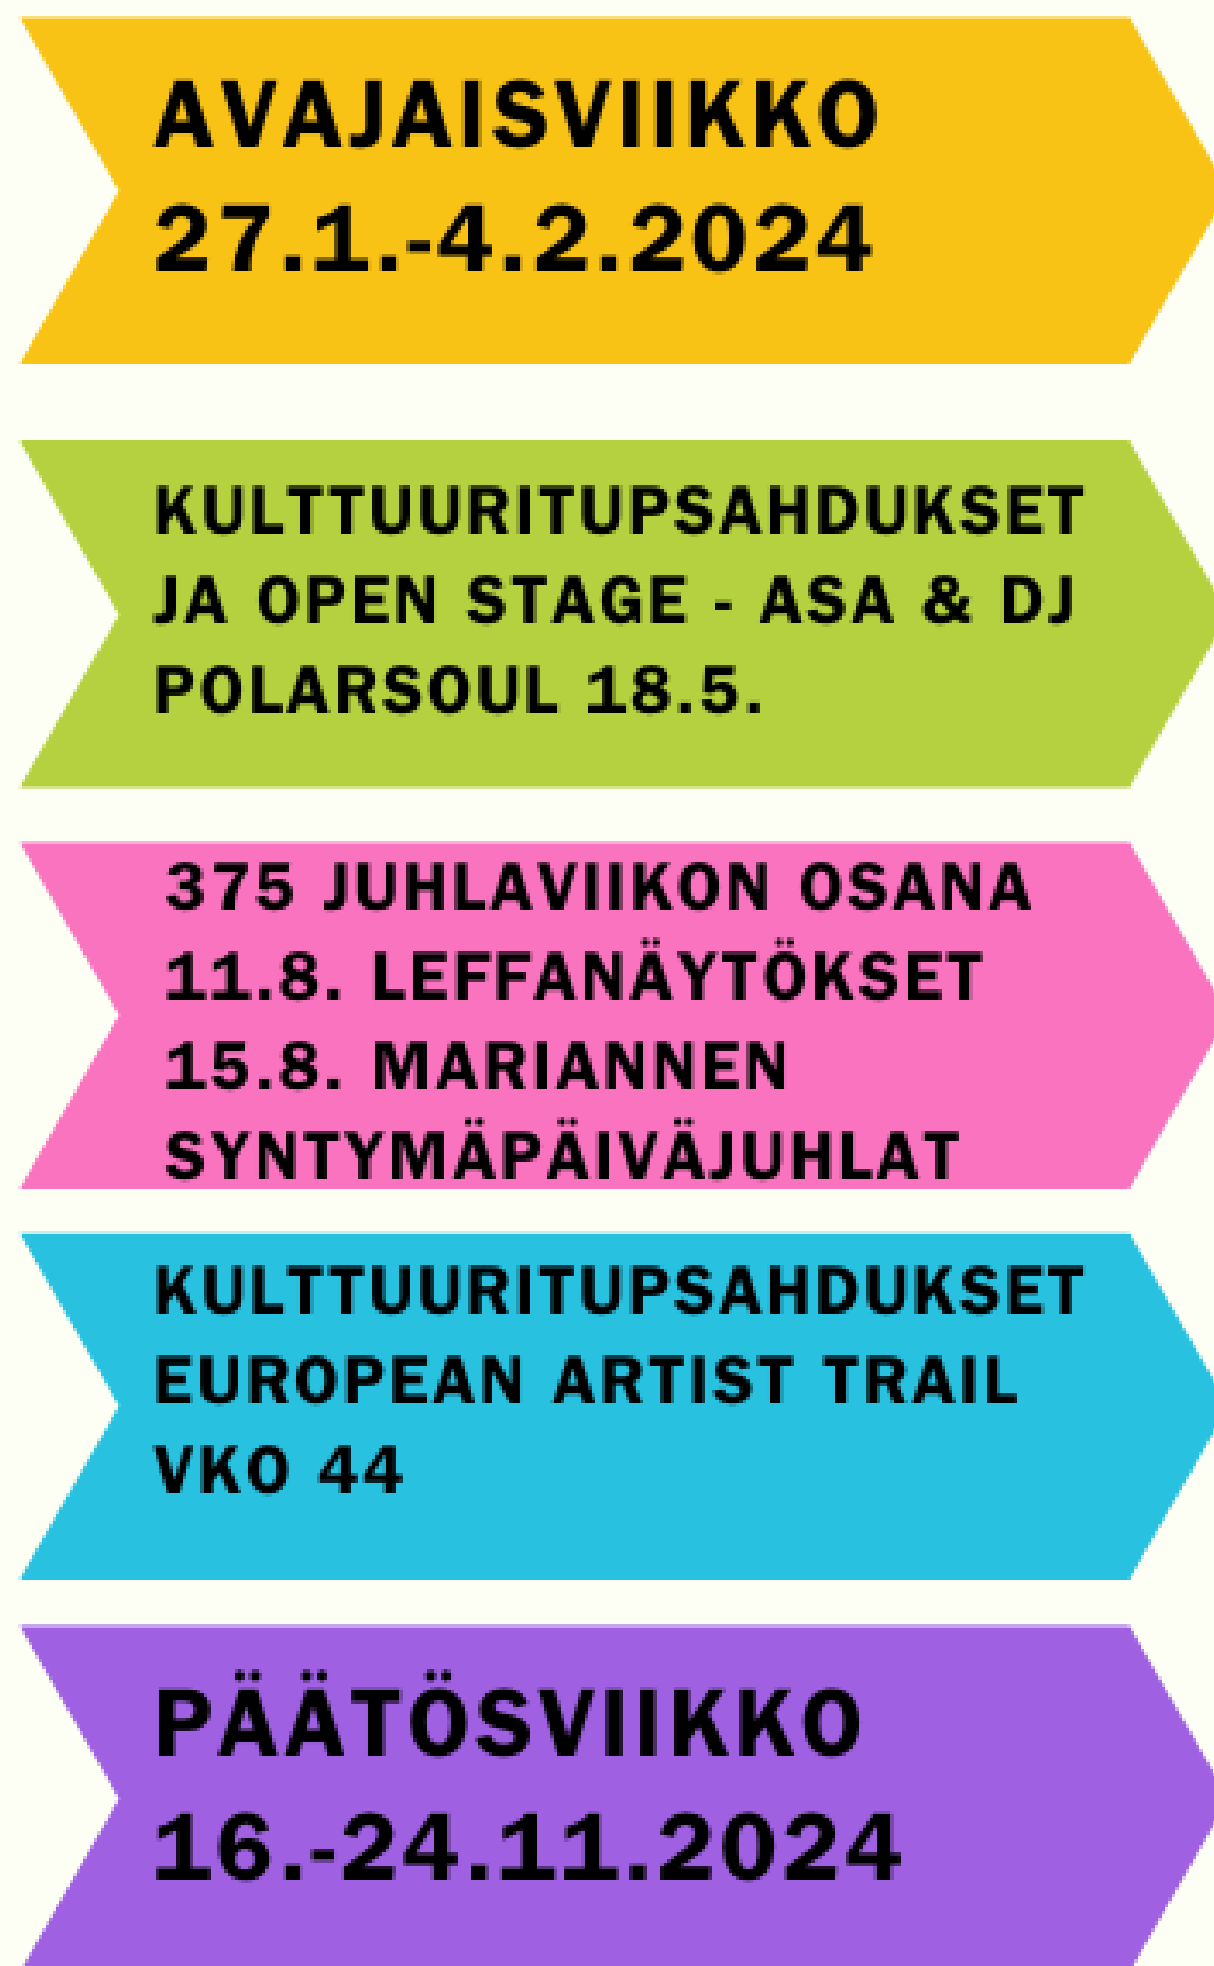 AVAJAISVIIKKO
27.1.-4.2.2024
KULTTUURITUPSAHDUKSET
JA OPEN STAGE - ASA & DJ
POLARSOUL 18.5.
375 JUHLAVIIKON OSANA
11.8. LEFFANÄYTÖKSET
15.8. MARIANNEN
SYNTYMÄPÄIVÄJUHLAT
KULTTUURITUPSAHDUKSET
EUROPEAN ARTIST TRAIL
VKO 44
PÄÄTÖSVIIKKO
16.-24.11.2024